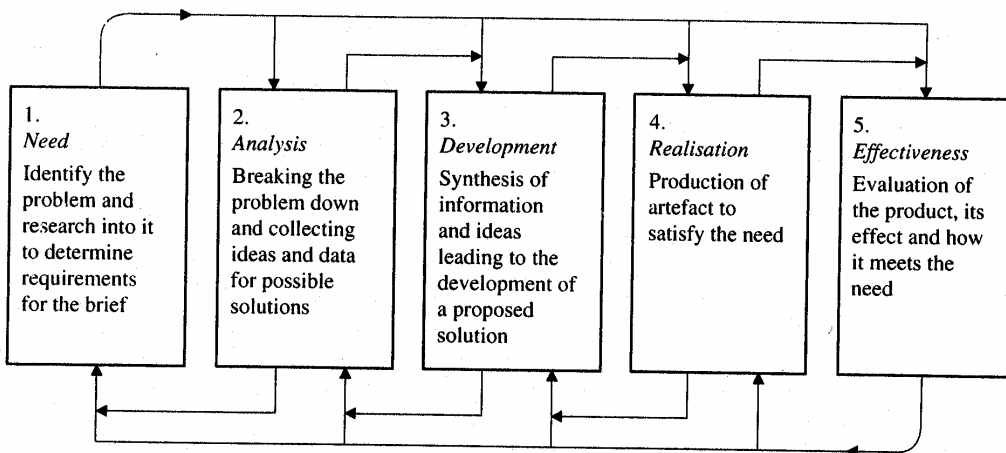 1.
Need
Identify the
problem and
research into it
to determine
requirements
for the brief
2.
Analysis
Breaking the
problem down
and collecting
ideas and data
for possible
solutions
3.
Development
Synthesis of
information
and ideas
leading to the
development of
a proposed
solution
4.
Realisation
Production of
artefact to
satisfy the need
5.
Effectiveness
Evaluation of
the product, its
effect and how
it meets the
need